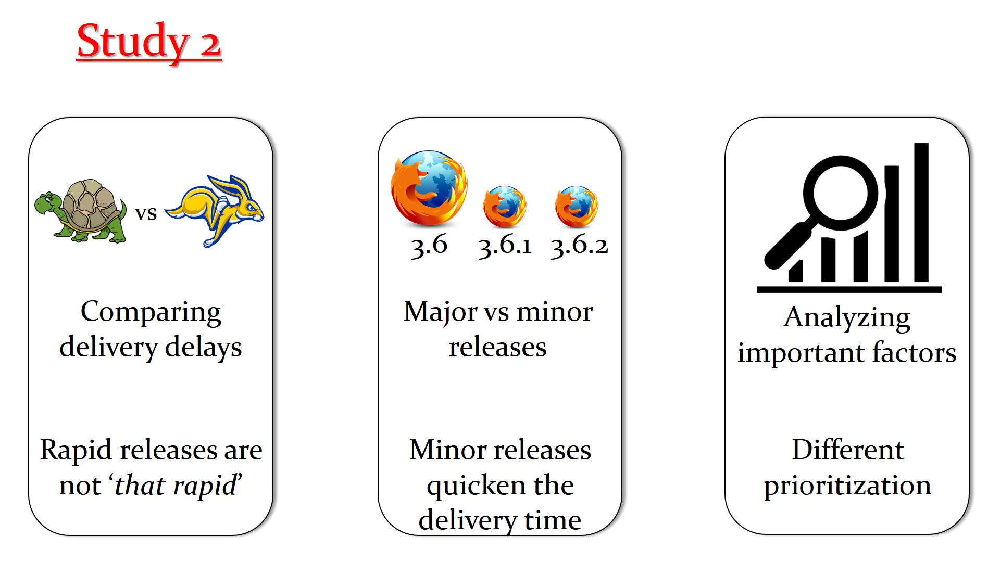 Study 2
vs
Comparing
delivery delays
Rapid releases are
not ‘that rapid’
3.6 3.6.1 3.6.2
Major vs minor
releases
Minor releases
quicken the
delivery time
Analyzing
important factors
Different
prioritization